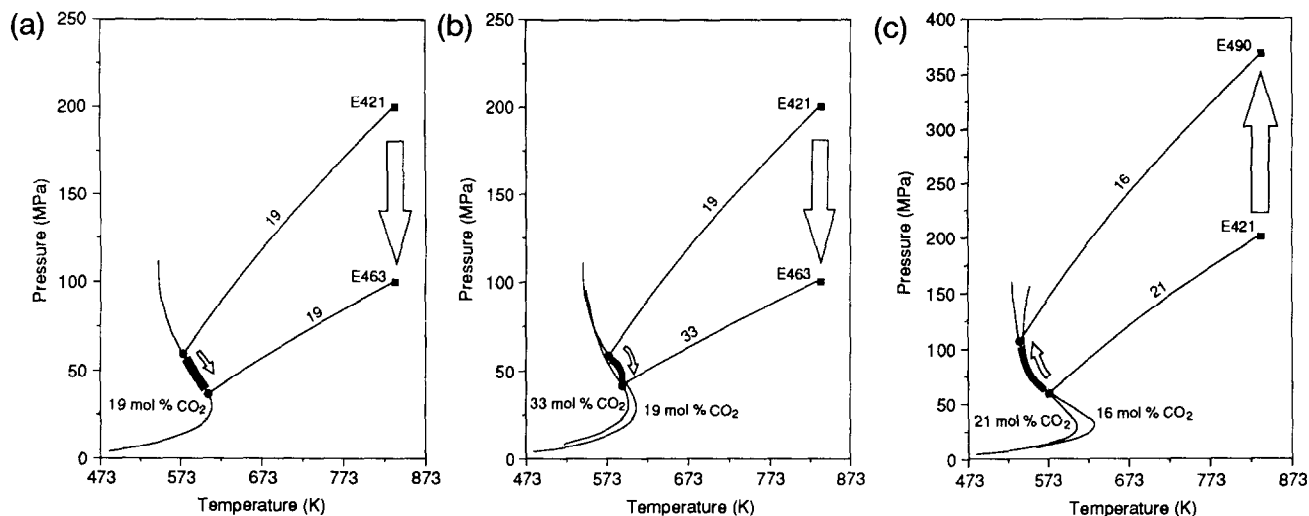 (a)
Pressure (MPa)
250
200
150
100
50
0
E421
19
E463
19
19 mol % CO₂
473
573
673
773
873
Temperature (K)
(b)
Pressure (MPa)
250
200
150
100
50
0
E421
19
E463
33
33 mol % CO₂
19 mol % CO₂
473
573
673
773
873
Temperature (K)
(c)
Pressure (MPa)
400
350
300
250
200
150
100
50
0
E490
16
E421
21
21 mol % CO₂
16 mol % CO₂
473
573
673
773
873
Temperature (K)